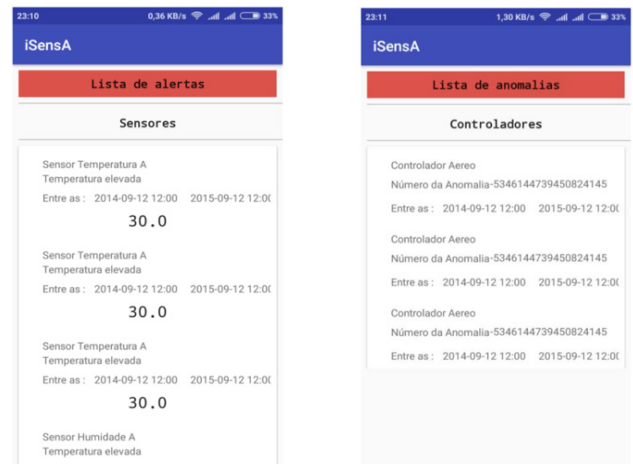 23:10 0,36 KB/s 33%
iSensA
Lista de alertas
Sensores
Sensor Temperatura A
Temperatura elevada
Entre as : 2014-09-12 12:00 2015-09-12 12:0(
30.0
Sensor Temperatura A
Temperatura elevada
Entre as : 2014-09-12 12:00 2015-09-12 12:0(
30.0
Sensor Temperatura A
Temperatura elevada
Entre as : 2014-09-12 12:00 2015-09-12 12:0(
30.0
Sensor Humidade A
Temperatura elevada
23:11 1,30 KB/s 33%
iSensA
Lista de anomalias
Controladores
Controlador Aereo
Número da Anomalia-5346144739450824145
Entre as : 2014-09-12 12:00 2015-09-12 12:0(
Controlador Aereo
Número da Anomalia-5346144739450824145
Entre as : 2014-09-12 12:00 2015-09-12 12:0(
Controlador Aereo
Número da Anomalia-5346144739450824145
Entre as : 2014-09-12 12:00 2015-09-12 12:0(